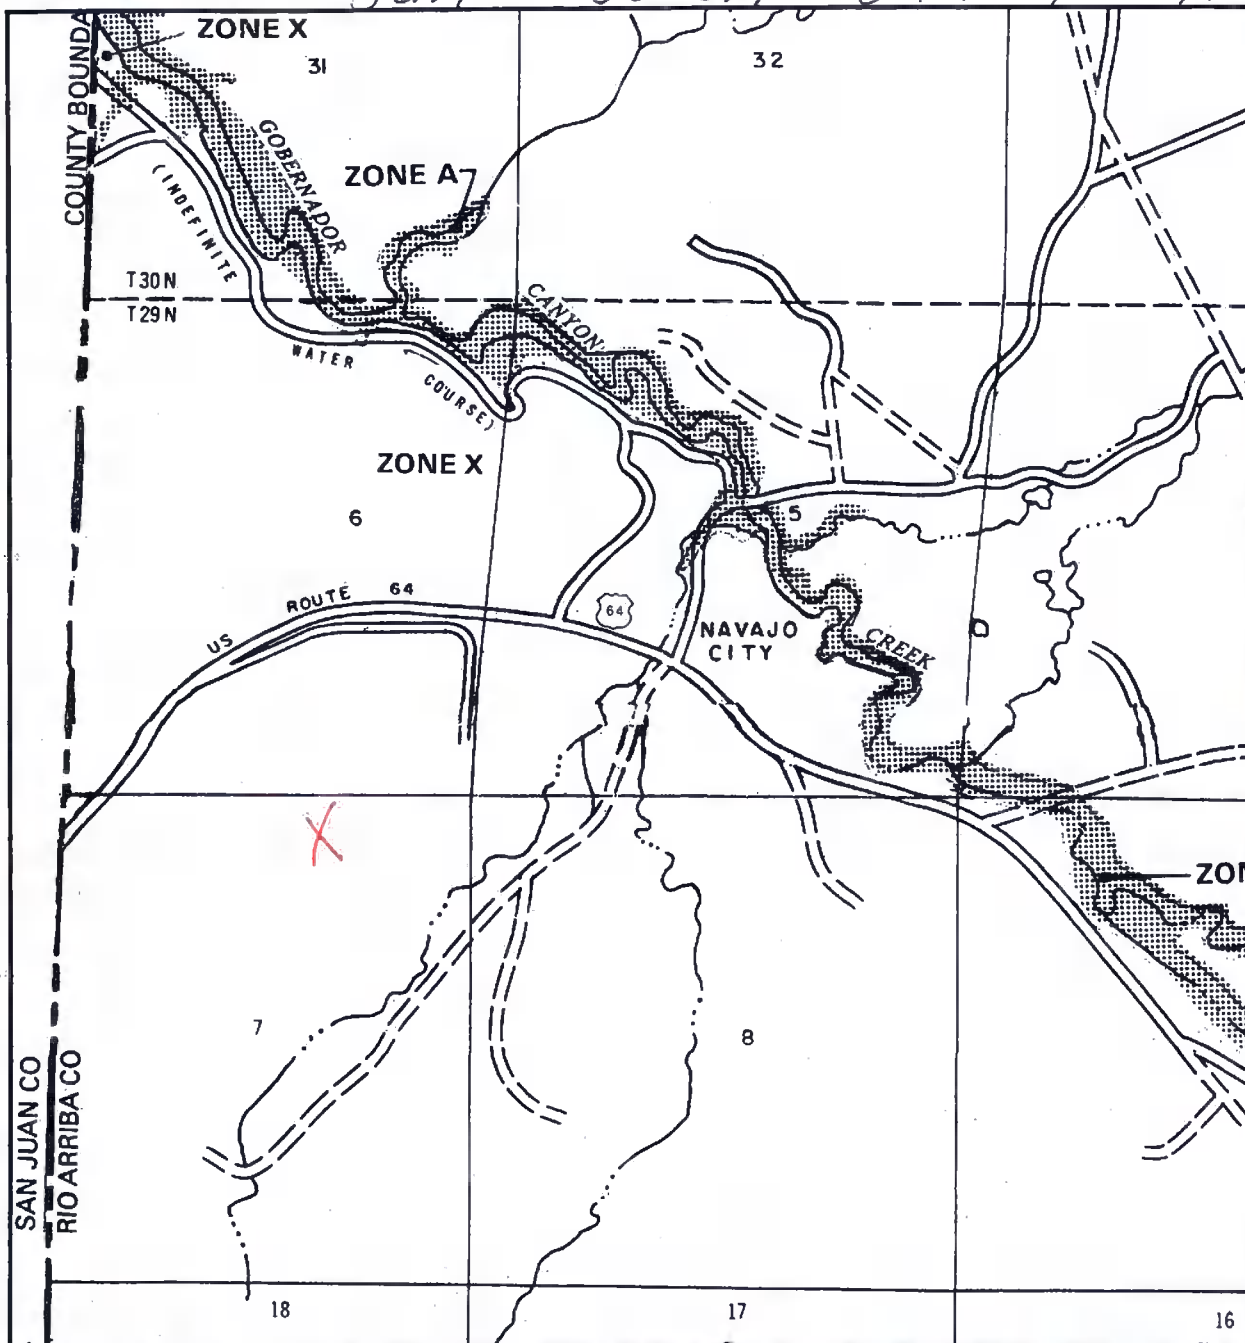 ZONE X
31
32
COUNTY BOUNDA
GOBERNADOR
ZONE A
(INDEFINITE
T30N
T29N
CANYON
WATER
COURSE)
ZONE X
6
5
US ROUTE 64
64
NAVAJO
CITY
CREEK
ZON
7
8
SAN JUAN CO
RIO ARRIBA CO
18
17
16